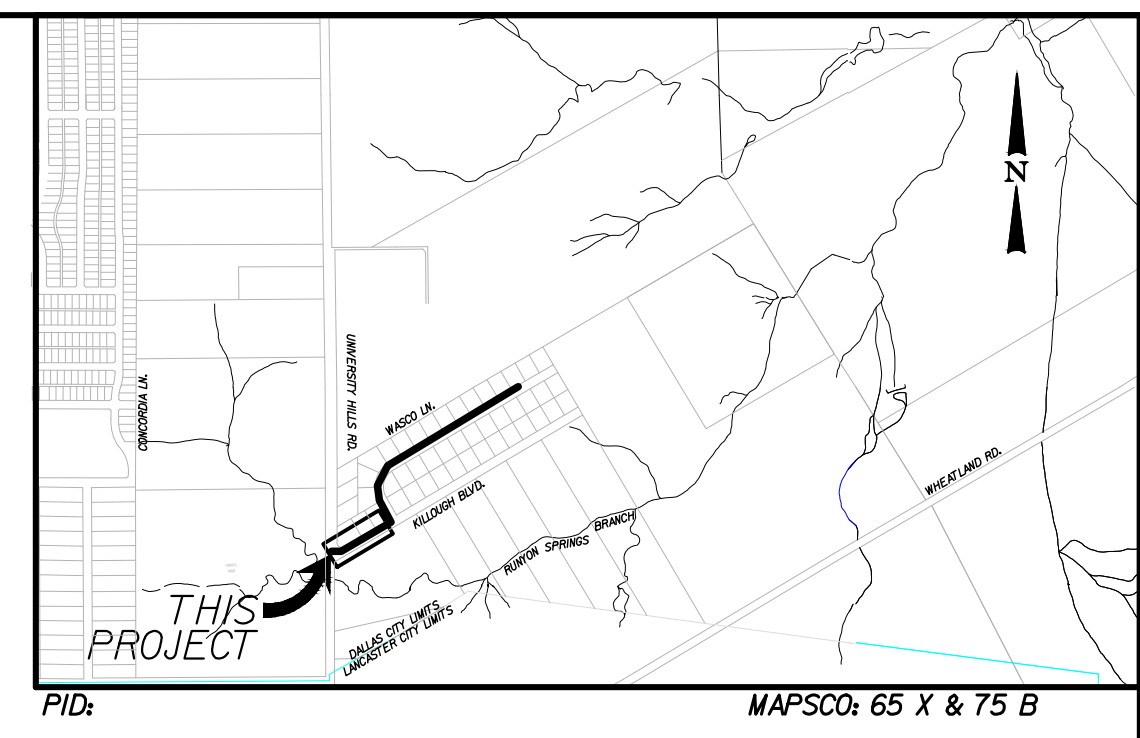 N
CONCORDIA LN.
UNIVERSITY HILLS RD.
WASCO LN.
KILLOUGH BLVD.
WHEATLAND RD.
RUNYON SPRINGS BRANCH
THIS
PROJECT
DALLAS CITY LIMITS
LANCASTER CITY LIMITS
PID:
MAPSCO: 65 X & 75 B